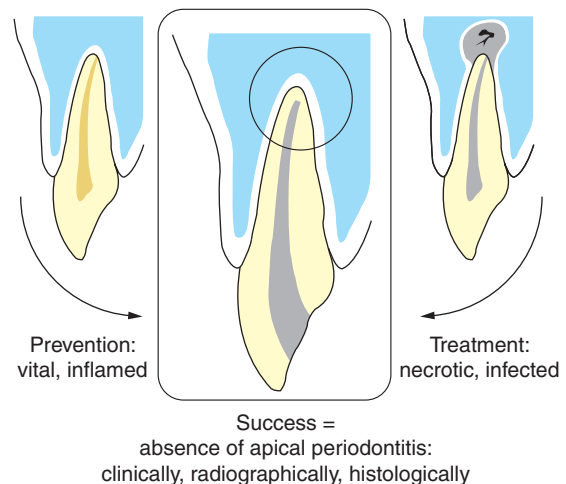 Prevention:
vital, inflamed
Treatment:
necrotic, infected
Success =
absence of apical periodontitis:
clinically, radiographically, histologically